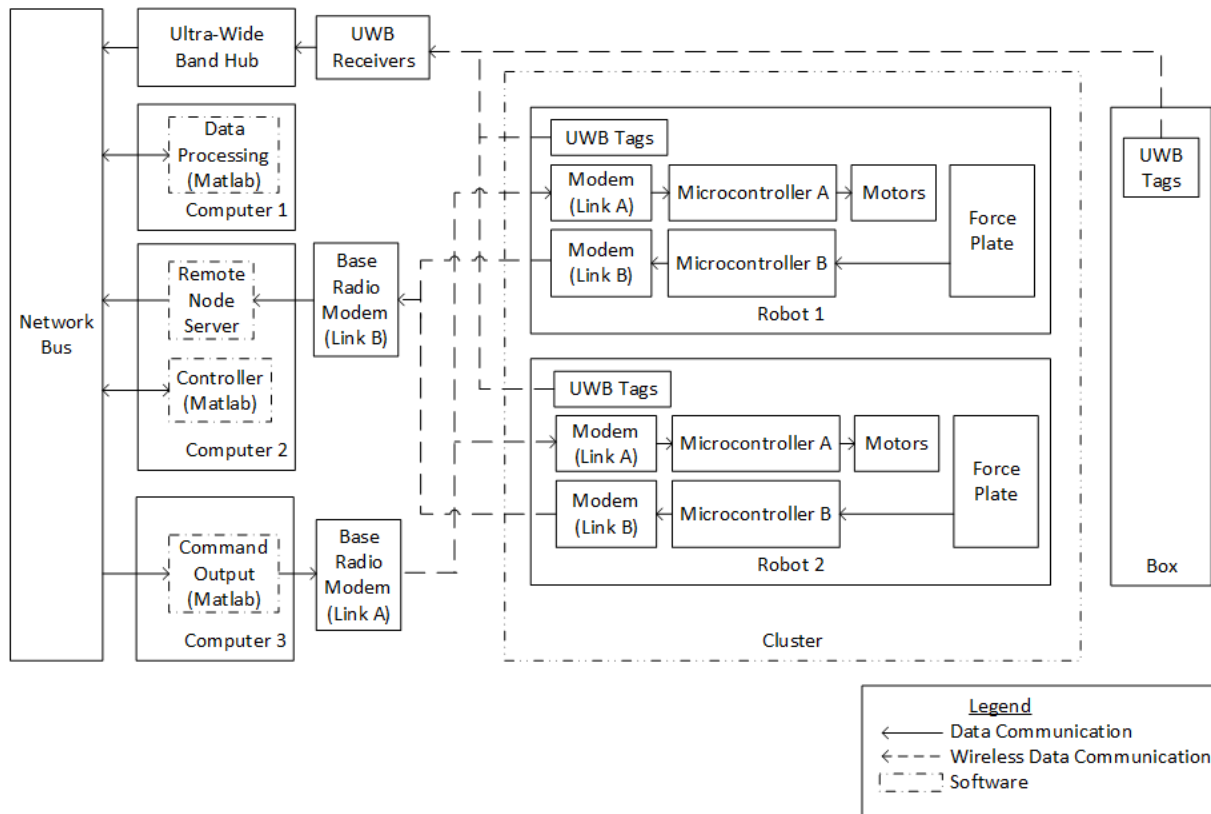 Network
Bus
Ultra-Wide
Band Hub
UWB
Receivers
Data
Processing
(Matlab)
Computer 1
Remote
Node
Server
Controller
(Matlab)
Computer 2
Base
Radio
Modem
(Link B)
Command
Output
(Matlab)
Computer 3
Base
Radio
Modem
(Link A)
UWB Tags
Modem
(Link A)
Microcontroller A
Motors
Modem
(Link B)
Microcontroller B
Force
Plate
Robot 1
UWB Tags
Modem
(Link A)
Microcontroller A
Motors
Modem
(Link B)
Microcontroller B
Force
Plate
Robot 2
Cluster
UWB
Tags
Box
Legend
Data Communication
Wireless Data Communication
Software